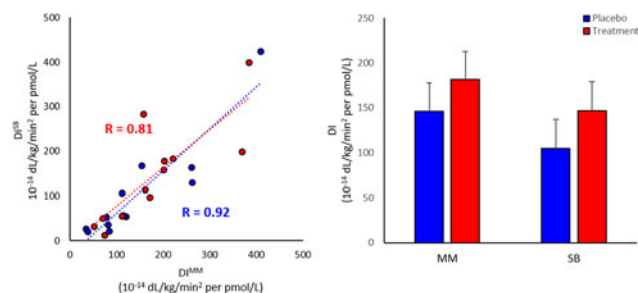 500
400
300
200
100
0
DI^SB
10^-14 dL/kg/min² per pmol/L
R = 0.81
R = 0.92
0 100 200 300 400 500
DI^MM
(10^-14 dL/kg/min² per pmol/L)
Placebo
Treatment
250
200
150
100
50
0
DI
(10^-14 dL/kg/min² per pmol/L)
MM SB